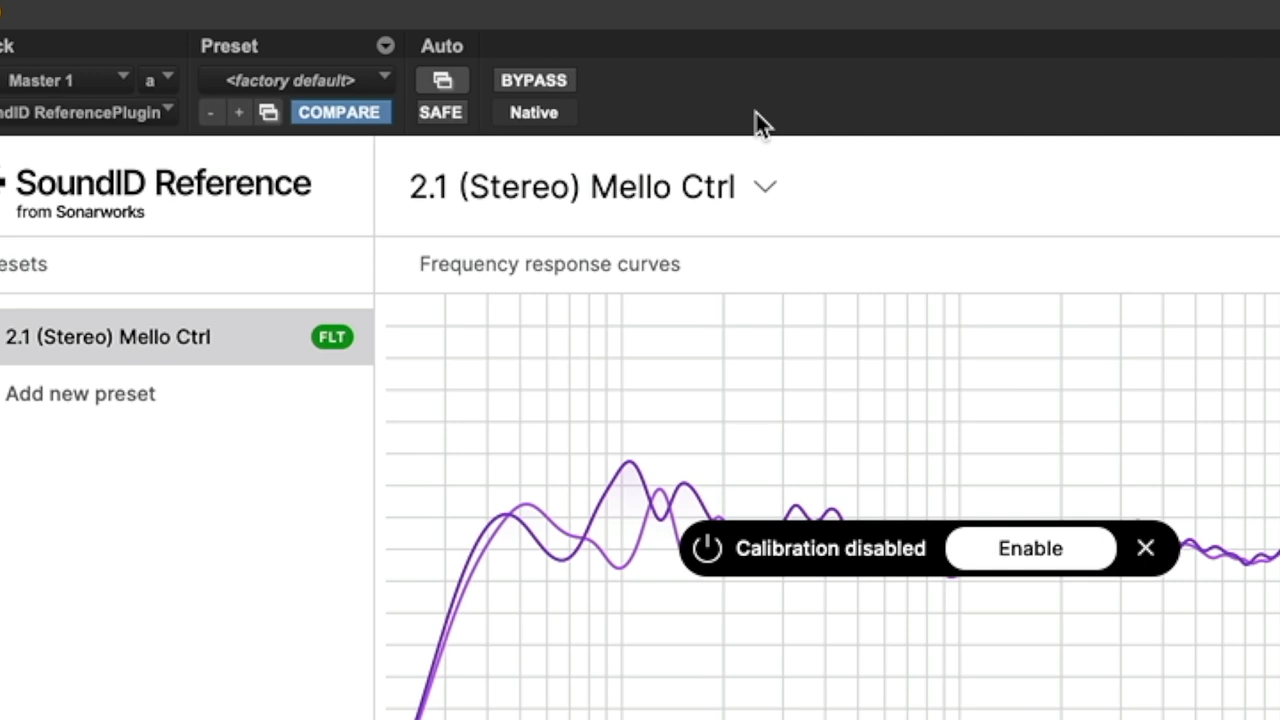 ck Preset Auto
Master 1 a <factory default> BYPASS
ndID ReferencePlugin - + COMPARE SAFE Native
SoundID Reference
from Sonarworks
2.1 (Stereo) Mello Ctrl
esets
Frequency response curves
2.1 (Stereo) Mello Ctrl FLT
Add new preset
Calibration disabled Enable